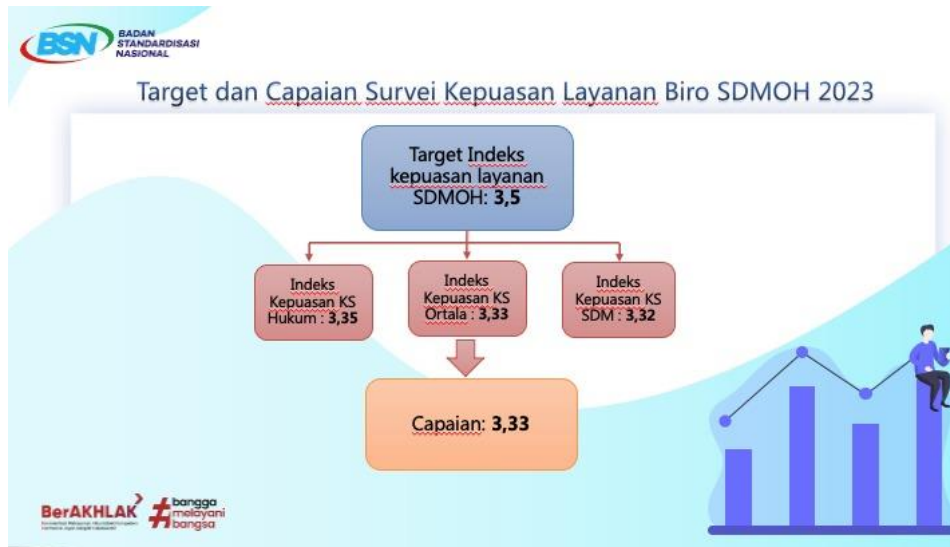 BSN
BADAN
STANDARDISASI
NASIONAL
Target dan Capaian Survei Kepuasan Layanan Biro SDMOH 2023
Target Indeks
kepuasan layanan
SDMOH: 3,5
Indeks
Kepuasan KS
Hukum : 3,35
Indeks
Kepuasan KS
Ortala : 3,33
Indeks
Kepuasan KS
SDM : 3,32
Capaian: 3,33
BerAKHLAK
#bangga
melayani
bangsa